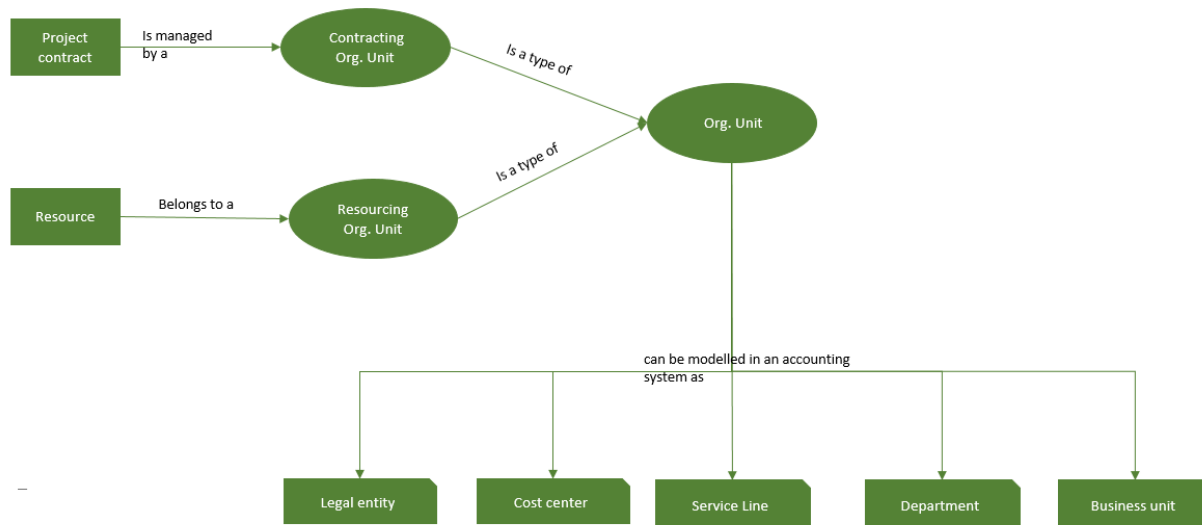 Project
contract
Is managed
by a
Contracting
Org. Unit
Is a type of
Org. Unit
Is a type of
Resource
Belongs to a
Resourcing
Org. Unit
can be modelled in an accounting
system as
Legal entity
Cost center
Service Line
Department
Business unit